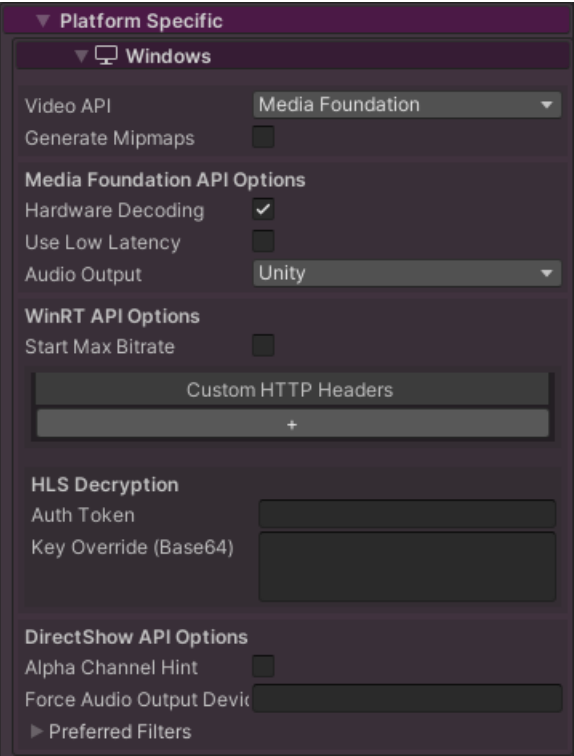 Platform Specific
Windows
Video API Media Foundation
Generate Mipmaps
Media Foundation API Options
Hardware Decoding
Use Low Latency
Audio Output Unity
WinRT API Options
Start Max Bitrate
Custom HTTP Headers
+
HLS Decryption
Auth Token
Key Override (Base64)
DirectShow API Options
Alpha Channel Hint
Force Audio Output Devic
Preferred Filters